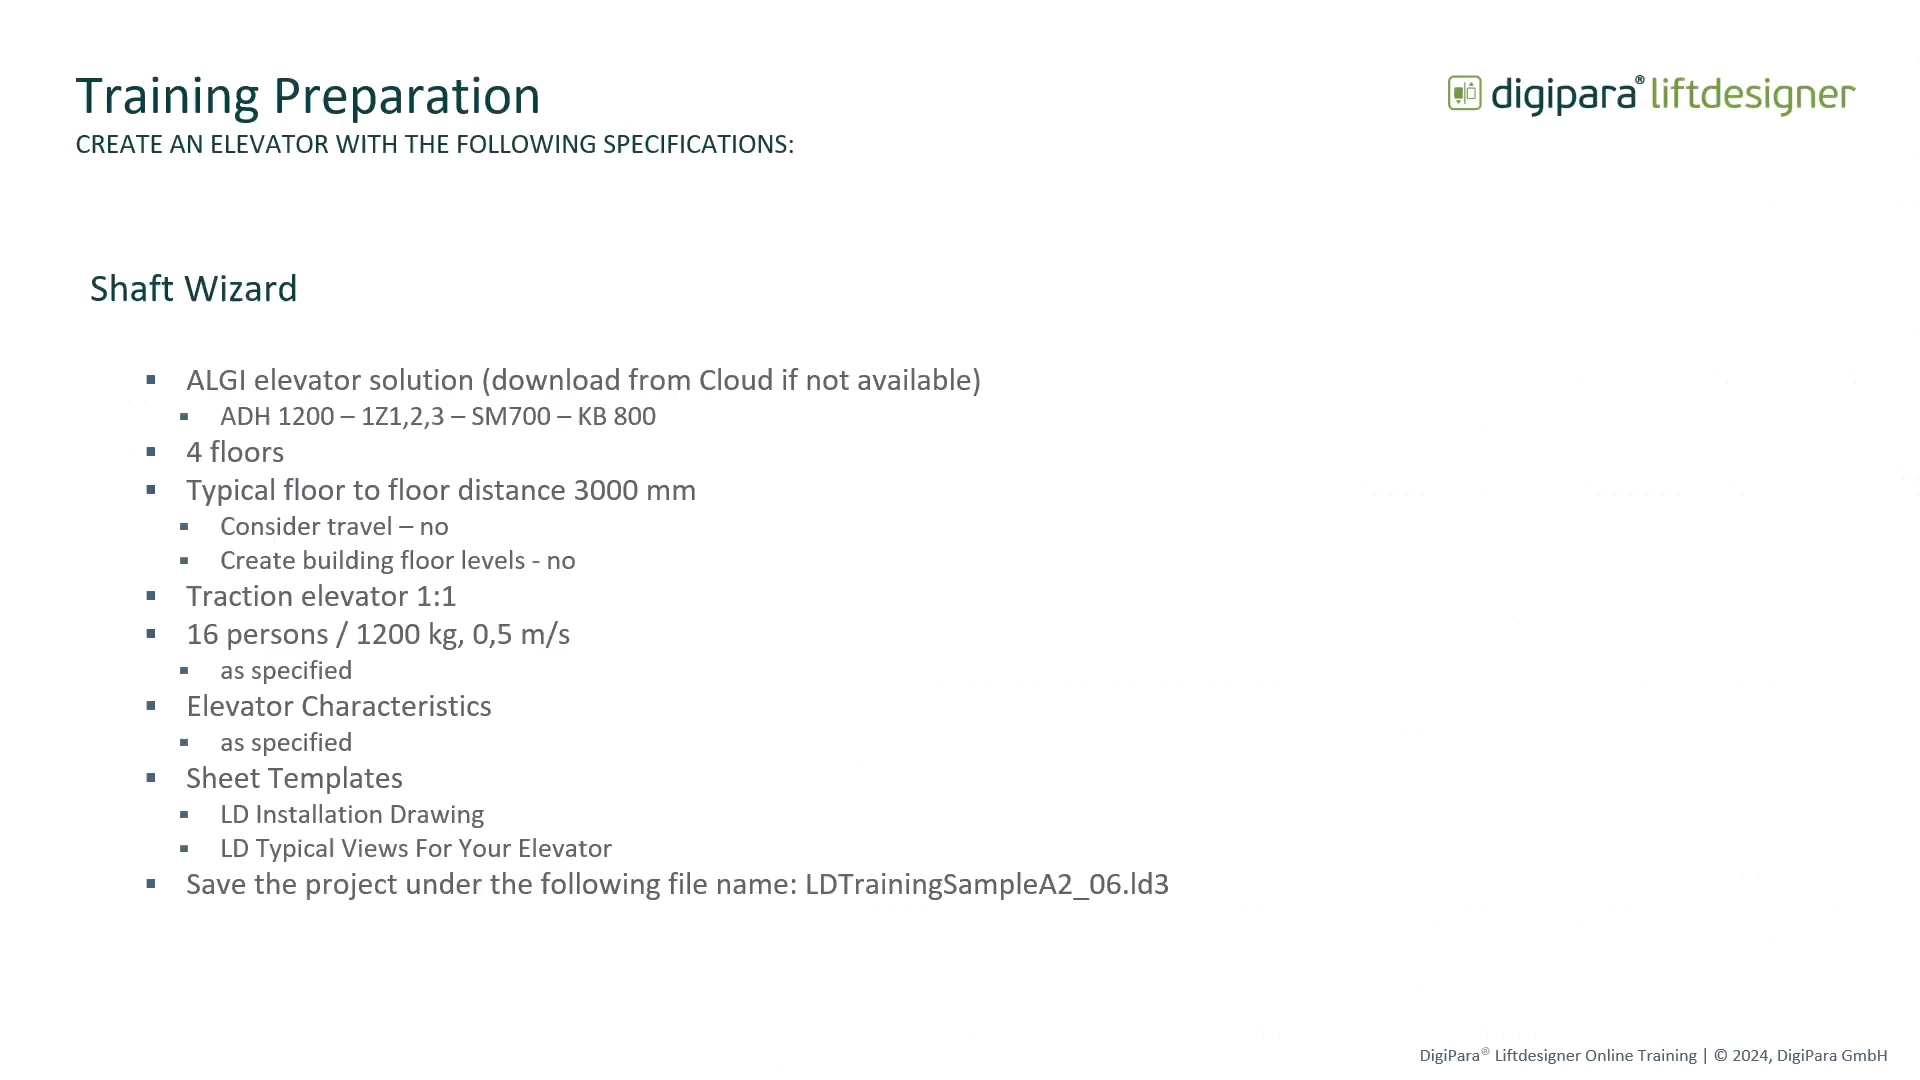 Training Preparation
digipara® liftdesigner
CREATE AN ELEVATOR WITH THE FOLLOWING SPECIFICATIONS:
Shaft Wizard
▪ ALGI elevator solution (download from Cloud if not available)
▪ ADH 1200 – 1Z1,2,3 – SM700 – KB 800
▪ 4 floors
▪ Typical floor to floor distance 3000 mm
▪ Consider travel – no
▪ Create building floor levels - no
▪ Traction elevator 1:1
▪ 16 persons / 1200 kg, 0,5 m/s
▪ as specified
▪ Elevator Characteristics
▪ as specified
▪ Sheet Templates
▪ LD Installation Drawing
▪ LD Typical Views For Your Elevator
▪ Save the project under the following file name: LDTrainingSampleA2_06.ld3
DigiPara® Liftdesigner Online Training | © 2024, DigiPara GmbH